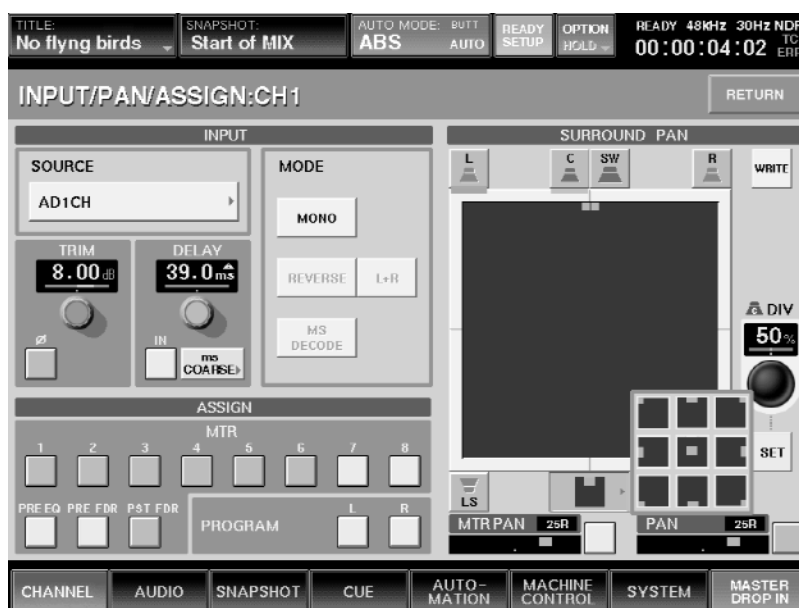 TITLE:
No flyng birds
SNAPSHOT:
Start of MIX
AUTO MODE: BUTT
ABS AUTO
READY
SETUP
OPTION
HOLD
READY 48kHz 30Hz NDF
00:00:04:02 TC
ERR
INPUT/PAN/ASSIGN:CH1
RETURN
INPUT
SOURCE
AD1CH
MODE
MONO
REVERSE L+R
MS
DECODE
TRIM
8.00dB
Ø
DELAY
39.0ms
IN
ms
COARSE
ASSIGN
MTR
1 2 3 4 5 6 7 8
PRE EQ PRE FDR PST FDR
PROGRAM
L R
SURROUND PAN
L C SW R
WRITE
C DIV
50%
SET
LS
MTR PAN 25R
PAN 25R
CHANNEL
AUDIO
SNAPSHOT
CUE
AUTO-
MATION
MACHINE
CONTROL
SYSTEM
MASTER
DROP IN